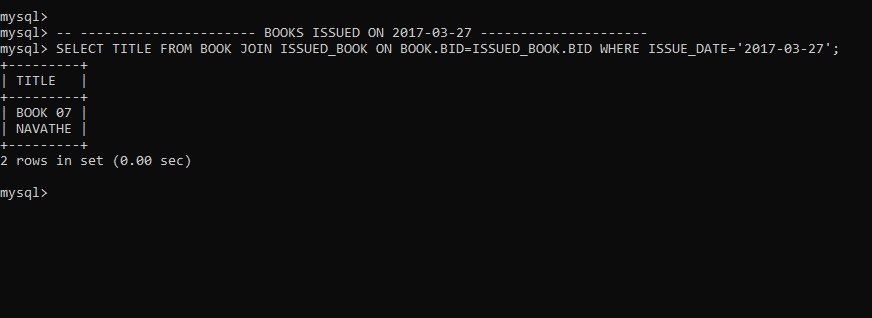 mysql>
mysql> -- ---------------------- BOOKS ISSUED ON 2017-03-27 ---------------------
mysql> SELECT TITLE FROM BOOK JOIN ISSUED_BOOK ON BOOK.BID=ISSUED_BOOK.BID WHERE ISSUE_DATE='2017-03-27';
+---------+
| TITLE   |
+---------+
| BOOK 07 |
| NAVATHE |
+---------+
2 rows in set (0.00 sec)
mysql>